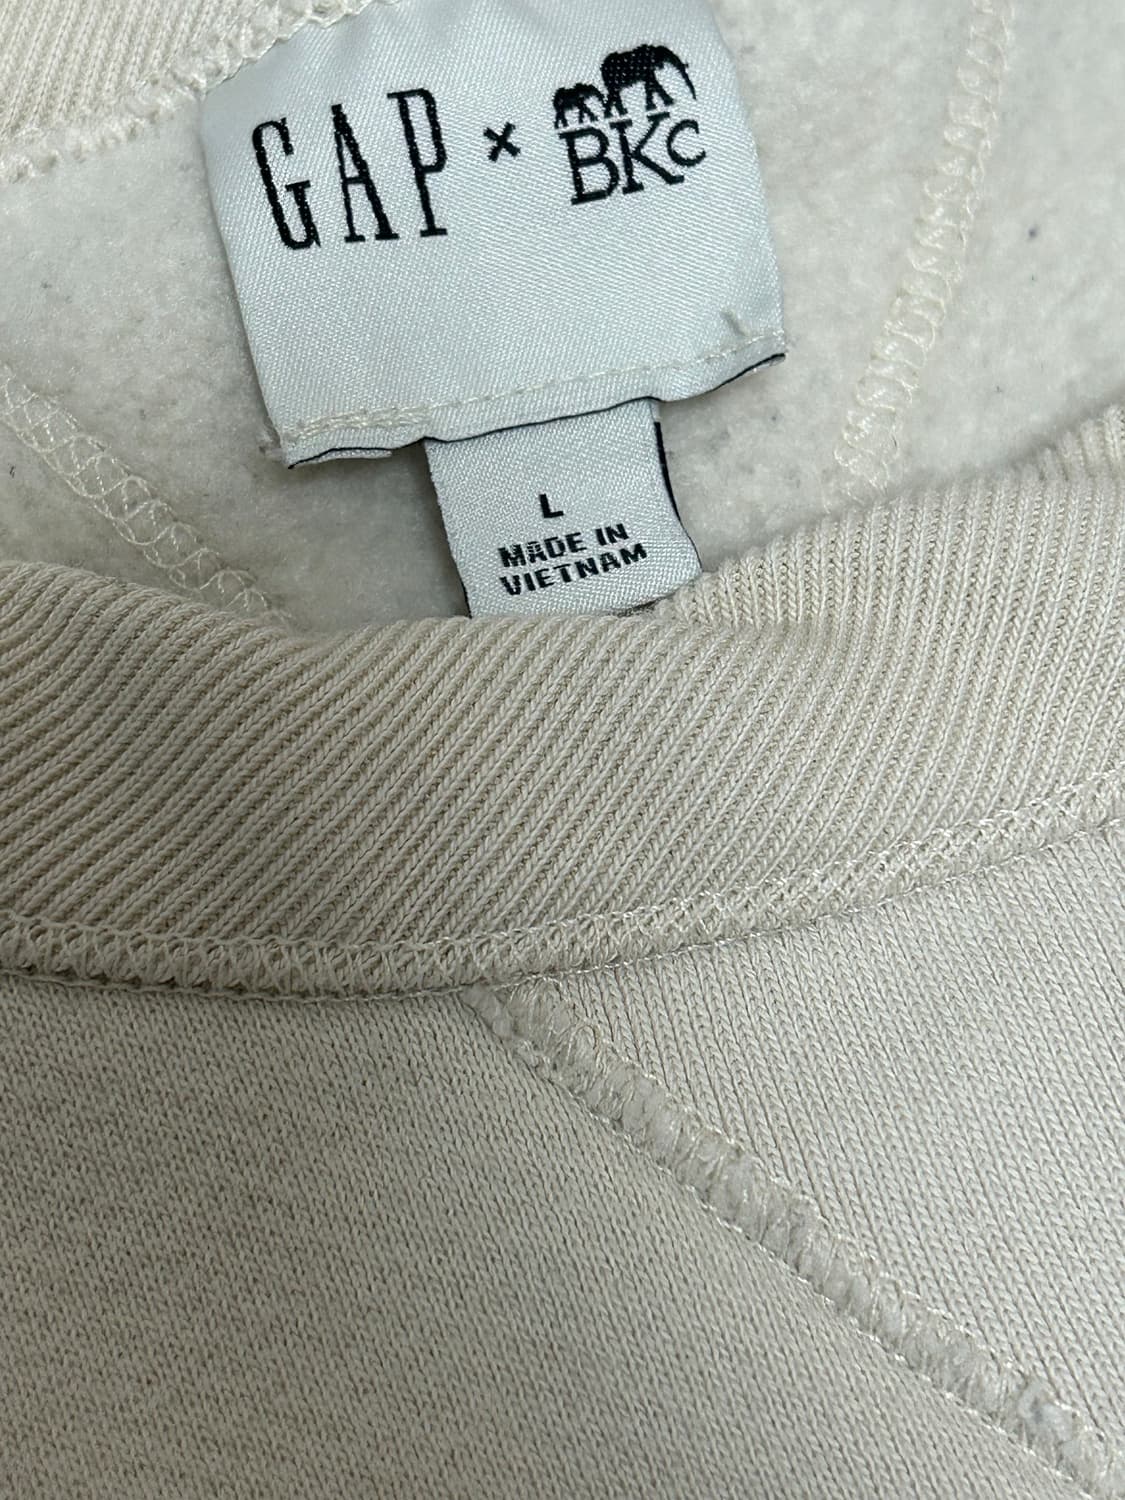 GAP × BKc
L
MADE IN
VIETNAM